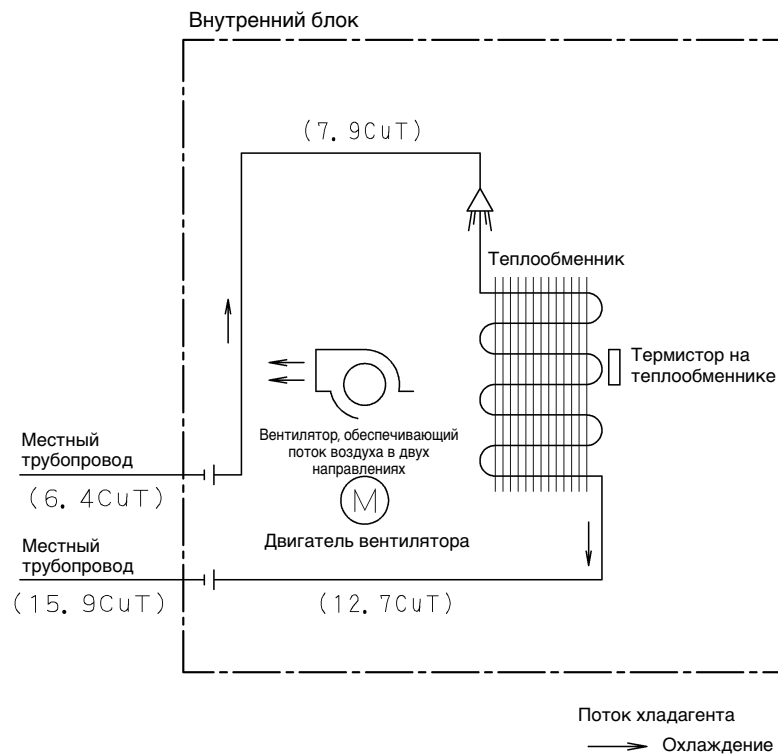 Внутренний блок
(7.9CuT)
Теплообменник
Термистор на
теплообменнике
Вентилятор, обеспечивающий
поток воздуха в двух
направлениях
M
Двигатель вентилятора
Местный
трубопровод
(6.4CuT)
Местный
трубопровод
(15.9CuT)
(12.7CuT)
Поток хладагента
Охлаждение